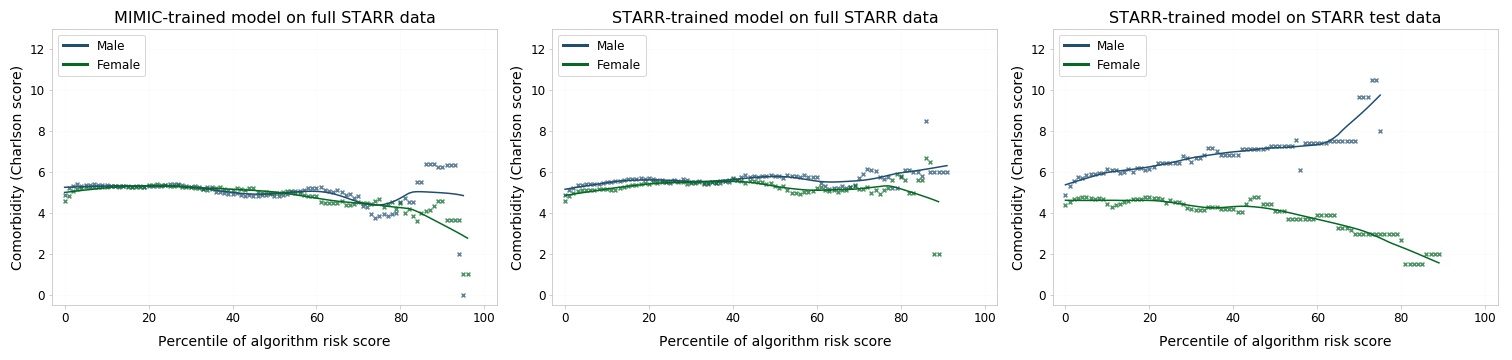 MIMIC-trained model on full STARR data
Comorbidity (Charlson score)
12
10
8
6
4
2
0
Male
Female
0 20 40 60 80 100
Percentile of algorithm risk score
STARR-trained model on full STARR data
Comorbidity (Charlson score)
12
10
8
6
4
2
0
Male
Female
0 20 40 60 80 100
Percentile of algorithm risk score
STARR-trained model on STARR test data
Comorbidity (Charlson score)
12
10
8
6
4
2
0
Male
Female
0 20 40 60 80 100
Percentile of algorithm risk score